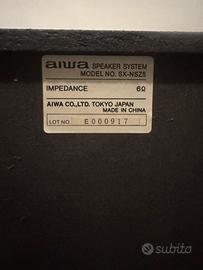 aiwa SPEAKER SYSTEM
MODEL NO. SX-NSZ8
IMPEDANCE 6Ω
AIWA CO.,LTD. TOKYO JAPAN
MADE IN CHINA
LOT NO. E000917
subito